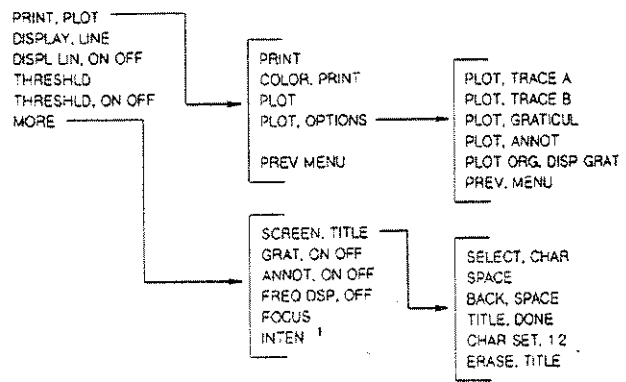 PRINT, PLOT
DISPLAY, LINE
DISPL LIN, ON OFF
THRESHLD
THRESHLD, ON OFF
MORE
PRINT
COLOR, PRINT
PLOT
PLOT, OPTIONS
PREV MENU
PLOT, TRACE A
PLOT, TRACE B
PLOT, GRATICUL
PLOT, ANNOT
PLOT ORG, DISP GRAT
PREV, MENU
SCREEN, TITLE
GRAT, ON OFF
ANNOT, ON OFF
FREQ DSP, OFF
FOCUS
INTEN 1
SELECT, CHAR
SPACE
BACK, SPACE
TITLE, DONE
CHAR SET, 1 2
ERASE, TITLE